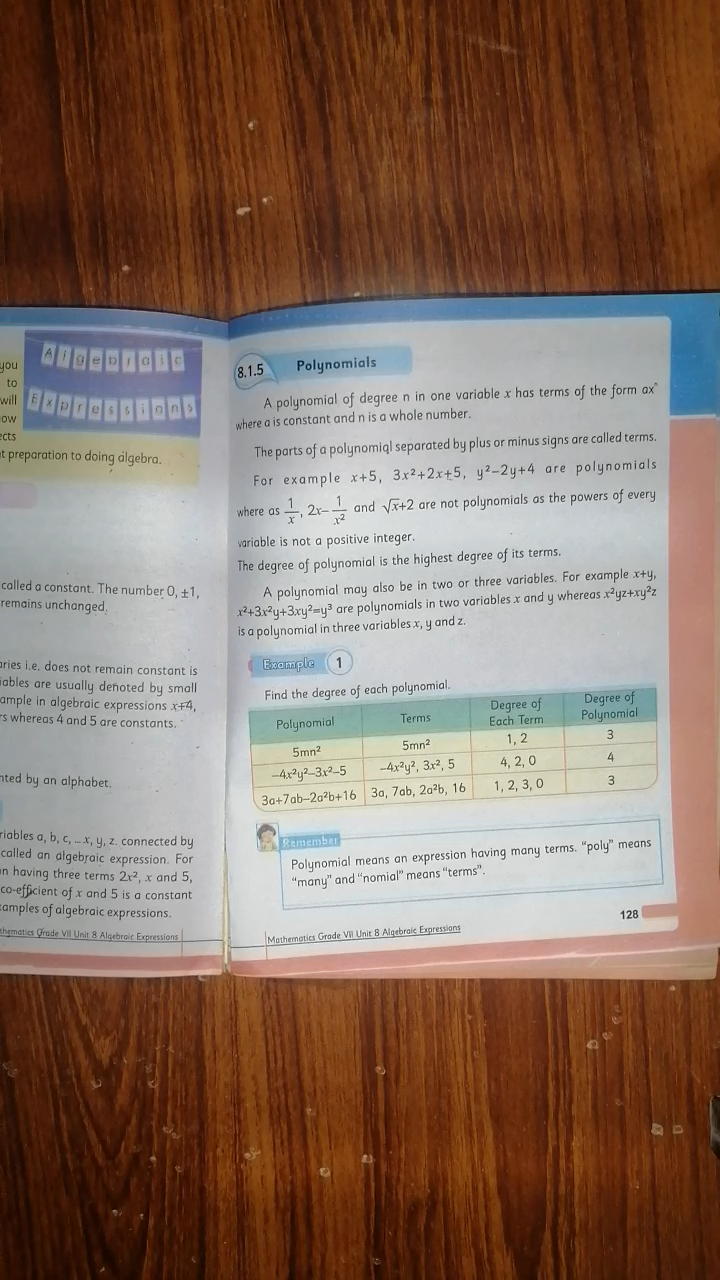 you
to
will
ow
ects
t preparation to doing algebra.
Algebraic
Expressions
called a constant. The number 0, ±1,
remains unchanged.
aries i.e. does not remain constant is
iables are usually denoted by small
ample in algebraic expressions x+4,
rs whereas 4 and 5 are constants.
nted by an alphabet.
riables a, b, c, ... x, y, z. connected by
called an algebraic expression. For
n having three terms 2x², x and 5,
co-efficient of x and 5 is a constant
amples of algebraic expressions.
thematics Grade VII Unit 8 Algebraic Expressions
8.1.5 Polynomials
A polynomial of degree n in one variable x has terms of the form axⁿ
where a is constant and n is a whole number.
The parts of a polynomial separated by plus or minus signs are called terms.
For example x+5, 3x²+2x+5, y²−2y+4 are polynomials
where as 1/x, 2x−1/x² and √x+2 are not polynomials as the powers of every
variable is not a positive integer.
The degree of polynomial is the highest degree of its terms.
A polynomial may also be in two or three variables. For example x+y,
x²+3x²y+3xy²=y³ are polynomials in two variables x and y whereas x²yz+xy²z
is a polynomial in three variables x, y and z.
Example 1
Find the degree of each polynomial.
Polynomial Terms Degree of Each Term Degree of Polynomial
5mn² 5mn² 1, 2 3
−4x²y²−3x²−5 −4x²y², 3x², 5 4, 2, 0 4
3a+7ab−2a²b+16 3a, 7ab, 2a²b, 16 1, 2, 3, 0 3
Remember
Polynomial means an expression having many terms. “poly” means
“many” and “nomial” means “terms”.
128
Mathematics Grade VII Unit 8 Algebraic Expressions